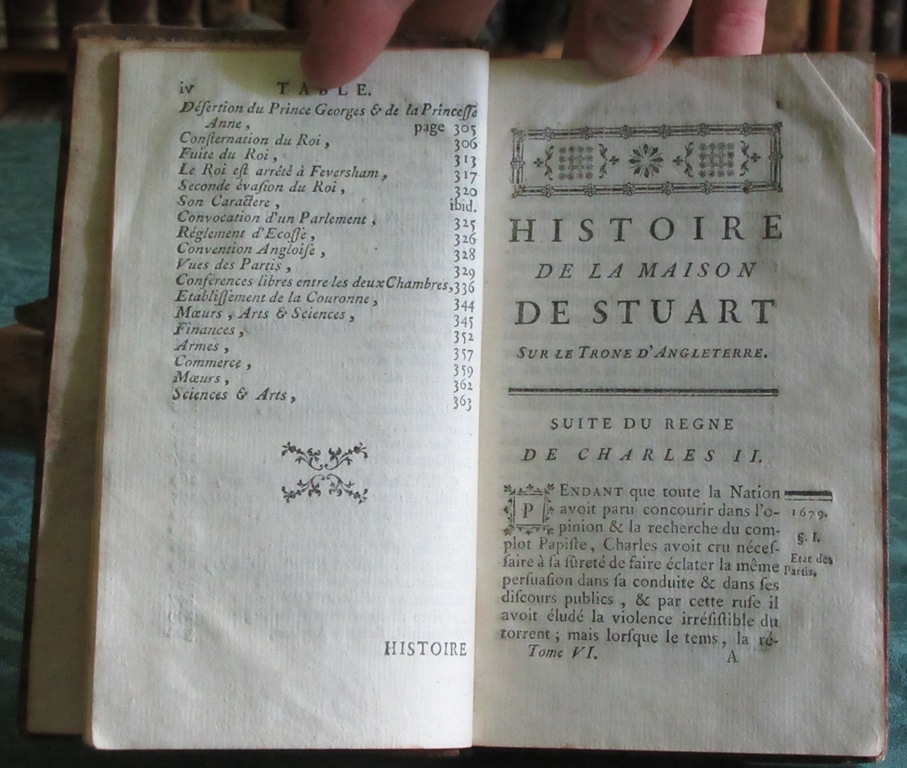 iv TABLE.
Désertion du Prince Georges & de la Princesse
Anne, page 305
Consternation du Roi, 306
Fuite du Roi, 313
Le Roi est arrêté à Feversham, 317
Seconde évasion du Roi, 320
Son Caractere, ibid.
Convocation d'un Parlement, 325
Réglement d'Ecosse, 326
Convention Angloise, 328
Vues des Partis, 329
Conférences libres entre les deux Chambres, 336
Etablissement de la Couronne, 344
Mœurs, Arts & Sciences, 345
Finances, 352
Armes, 357
Commerce, 359
Mœurs, 362
Sciences & Arts, 363
HISTOIRE
HISTOIRE
DE LA MAISON
DE STUART
SUR LE TRONE D'ANGLETERRE.
SUITE DU REGNE
DE CHARLES II.
PENDANT que toute la Nation
avoit paru concourir dans l'o-
pinion & la recherche du com-
plot Papiste, Charles avoit cru néces-
saire à sa sûreté de faire éclater la même
persuasion dans sa conduite & dans ses
discours publics, & par cette ruse il
avoit éludé la violence irrésistible du
torrent; mais lorsque le tems, la ré-
1679.
§. I.
Etat des
Partis.
Tome VI. A